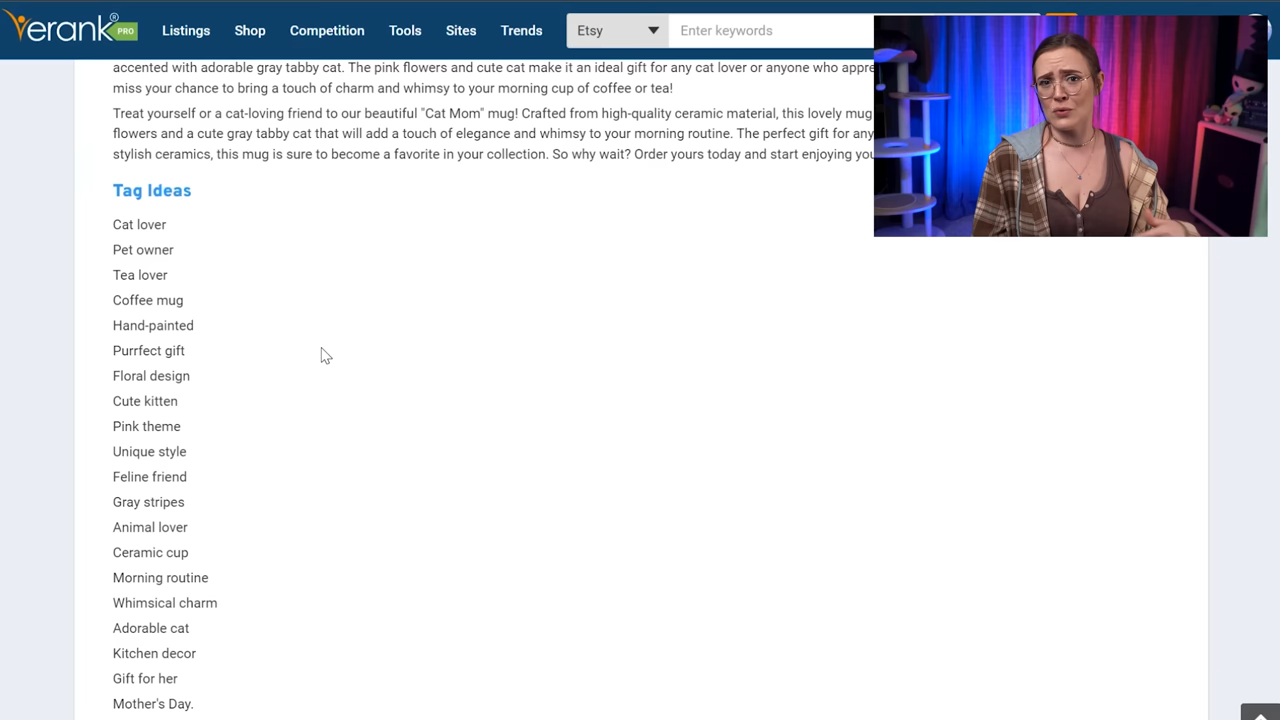 erank® PRO Listings Shop Competition Tools Sites Trends Etsy Enter keywords
accented with adorable gray tabby cat. The pink flowers and cute cat make it an ideal gift for any cat lover or anyone who
miss your chance to bring a touch of charm and whimsy to your morning cup of coffee or tea!
Treat yourself or a cat-loving friend to our beautiful "Cat Mom" mug! Crafted from high-quality ceramic material, this lovely mug
flowers and a cute gray tabby cat that will add a touch of elegance and whimsy to your morning routine. The perfect gift for any
stylish ceramics, this mug is sure to become a favorite in your collection. So why wait? Order yours today and start enjoying
Tag Ideas
Cat lover
Pet owner
Tea lover
Coffee mug
Hand-painted
Purrfect gift
Floral design
Cute kitten
Pink theme
Unique style
Feline friend
Gray stripes
Animal lover
Ceramic cup
Morning routine
Whimsical charm
Adorable cat
Kitchen decor
Gift for her
Mother's Day.